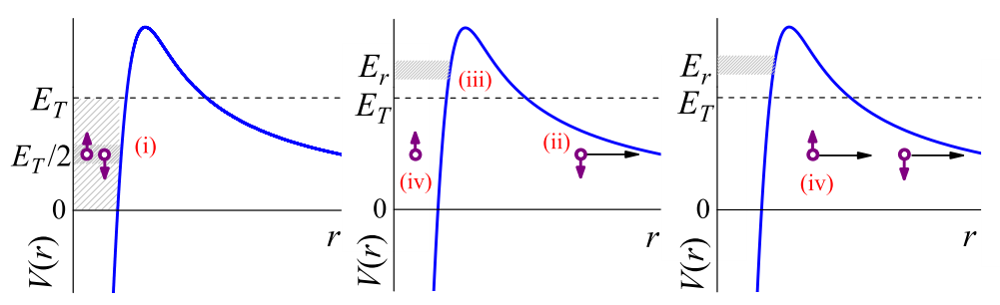 E_T
E_T/2
0
V(r)
(i)
r
E_r
E_T
0
V(r)
(iii)
(ii)
(iv)
r
E_r
E_T
0
V(r)
(iv)
r